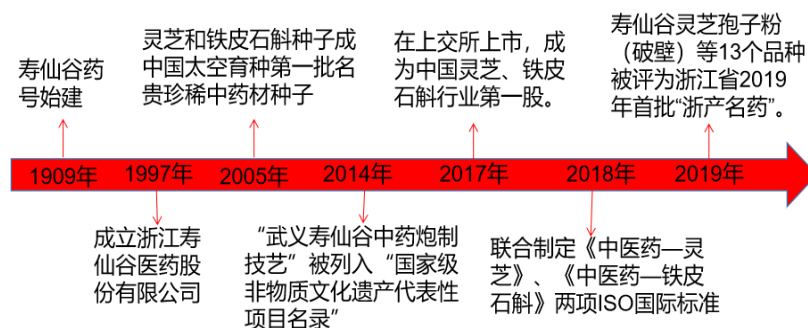 寿仙谷药
号始建
灵芝和铁皮石斛种子成
中国太空育种第一批名
贵珍稀中药材种子
在上交所上市，成
为中国灵芝、铁皮
石斛行业第一股。
寿仙谷灵芝孢子粉
（破壁）等13个品种
被评为浙江省2019
年首批“浙产名药”。
1909年
1997年
2005年
2014年
2017年
2018年
2019年
成立浙江寿
仙谷医药股
份有限公司
“武义寿仙谷中药炮制
技艺”被列入“国家级
非物质文化遗产代表性
项目名录”
联合制定《中医药—灵
芝》、《中医药—铁皮
石斛》两项ISO国际标准